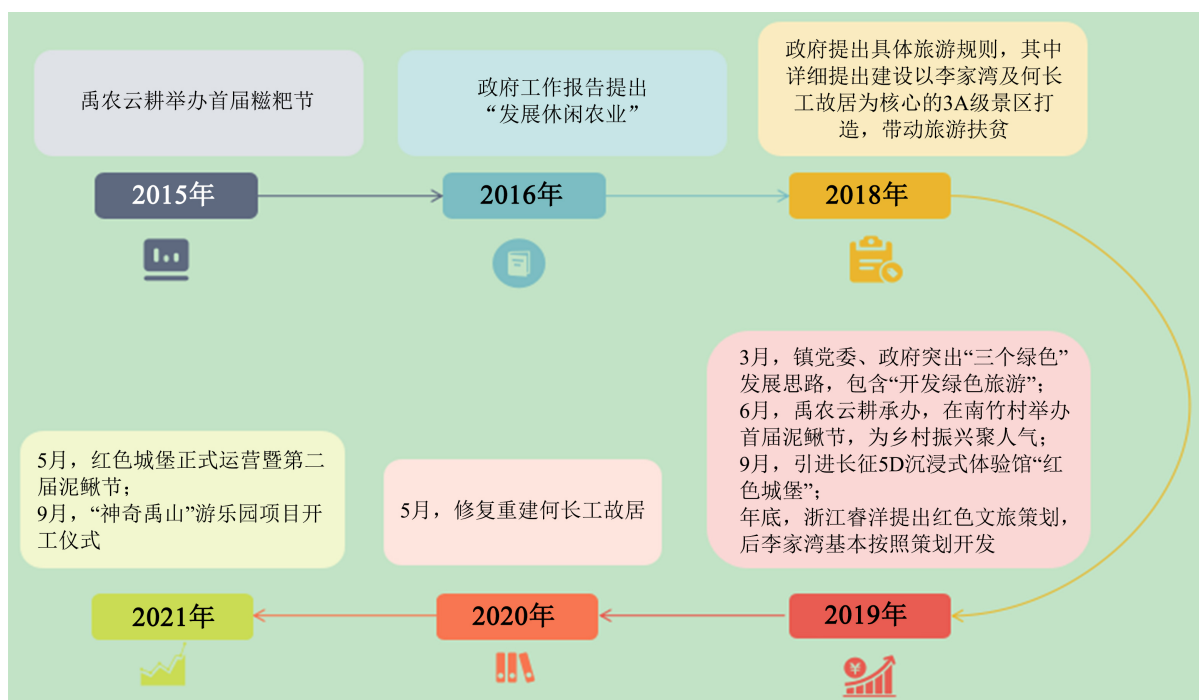 禹农云耕举办首届糍粑节
2015年
政府工作报告提出
“发展休闲农业”
2016年
政府提出具体旅游规则，其中
详细提出建设以李家湾及何长
工故居为核心的3A级景区打
造，带动旅游扶贫
2018年
3月，镇党委、政府突出“三个绿色”
发展思路，包含“开发绿色旅游”；
6月，禹农云耕承办，在南竹村举办
首届泥鳅节，为乡村振兴聚人气；
9月，引进长征5D沉浸式体验馆“红
色城堡”；
年底，浙江睿洋提出红色文旅策划，
后李家湾基本按照策划开发
2019年
5月，修复重建何长工故居
2020年
5月，红色城堡正式运营暨第二
届泥鳅节；
9月，“神奇禹山”游乐园项目开
工仪式
2021年
¥